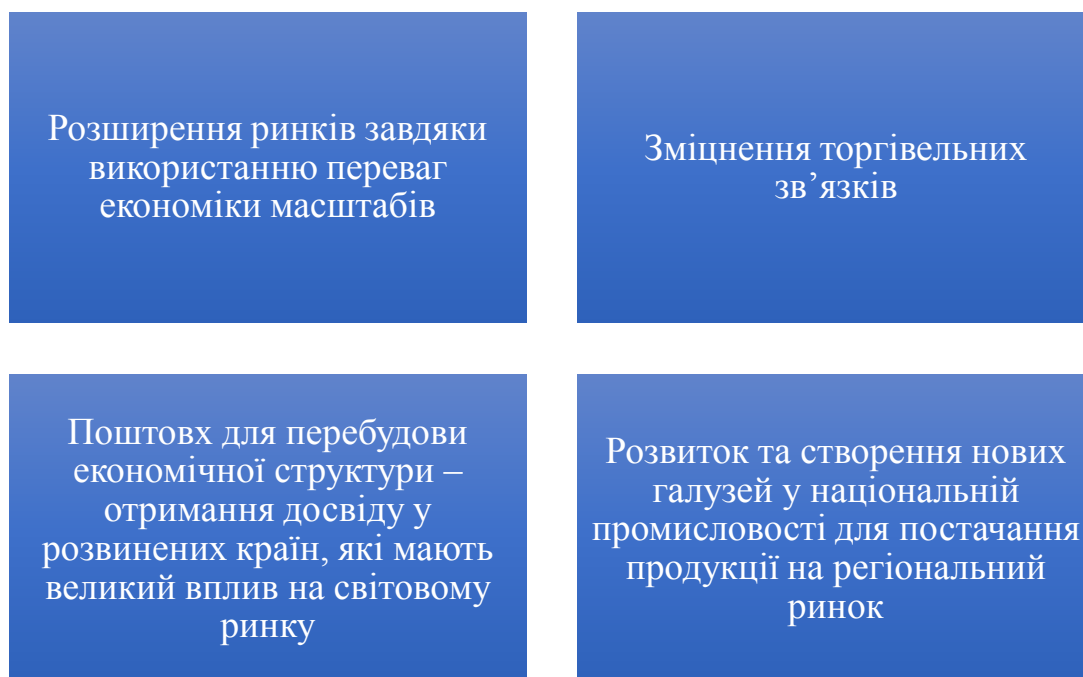 Розширення ринків завдяки
використанню переваг
економіки масштабів
Зміцнення торгівельних
зв’язків
Поштовх для перебудови
економічної структури –
отримання досвіду у
розвинених країн, які мають
великий вплив на світовому
ринку
Розвиток та створення нових
галузей у національній
промисловості для постачання
продукції на регіональний
ринок